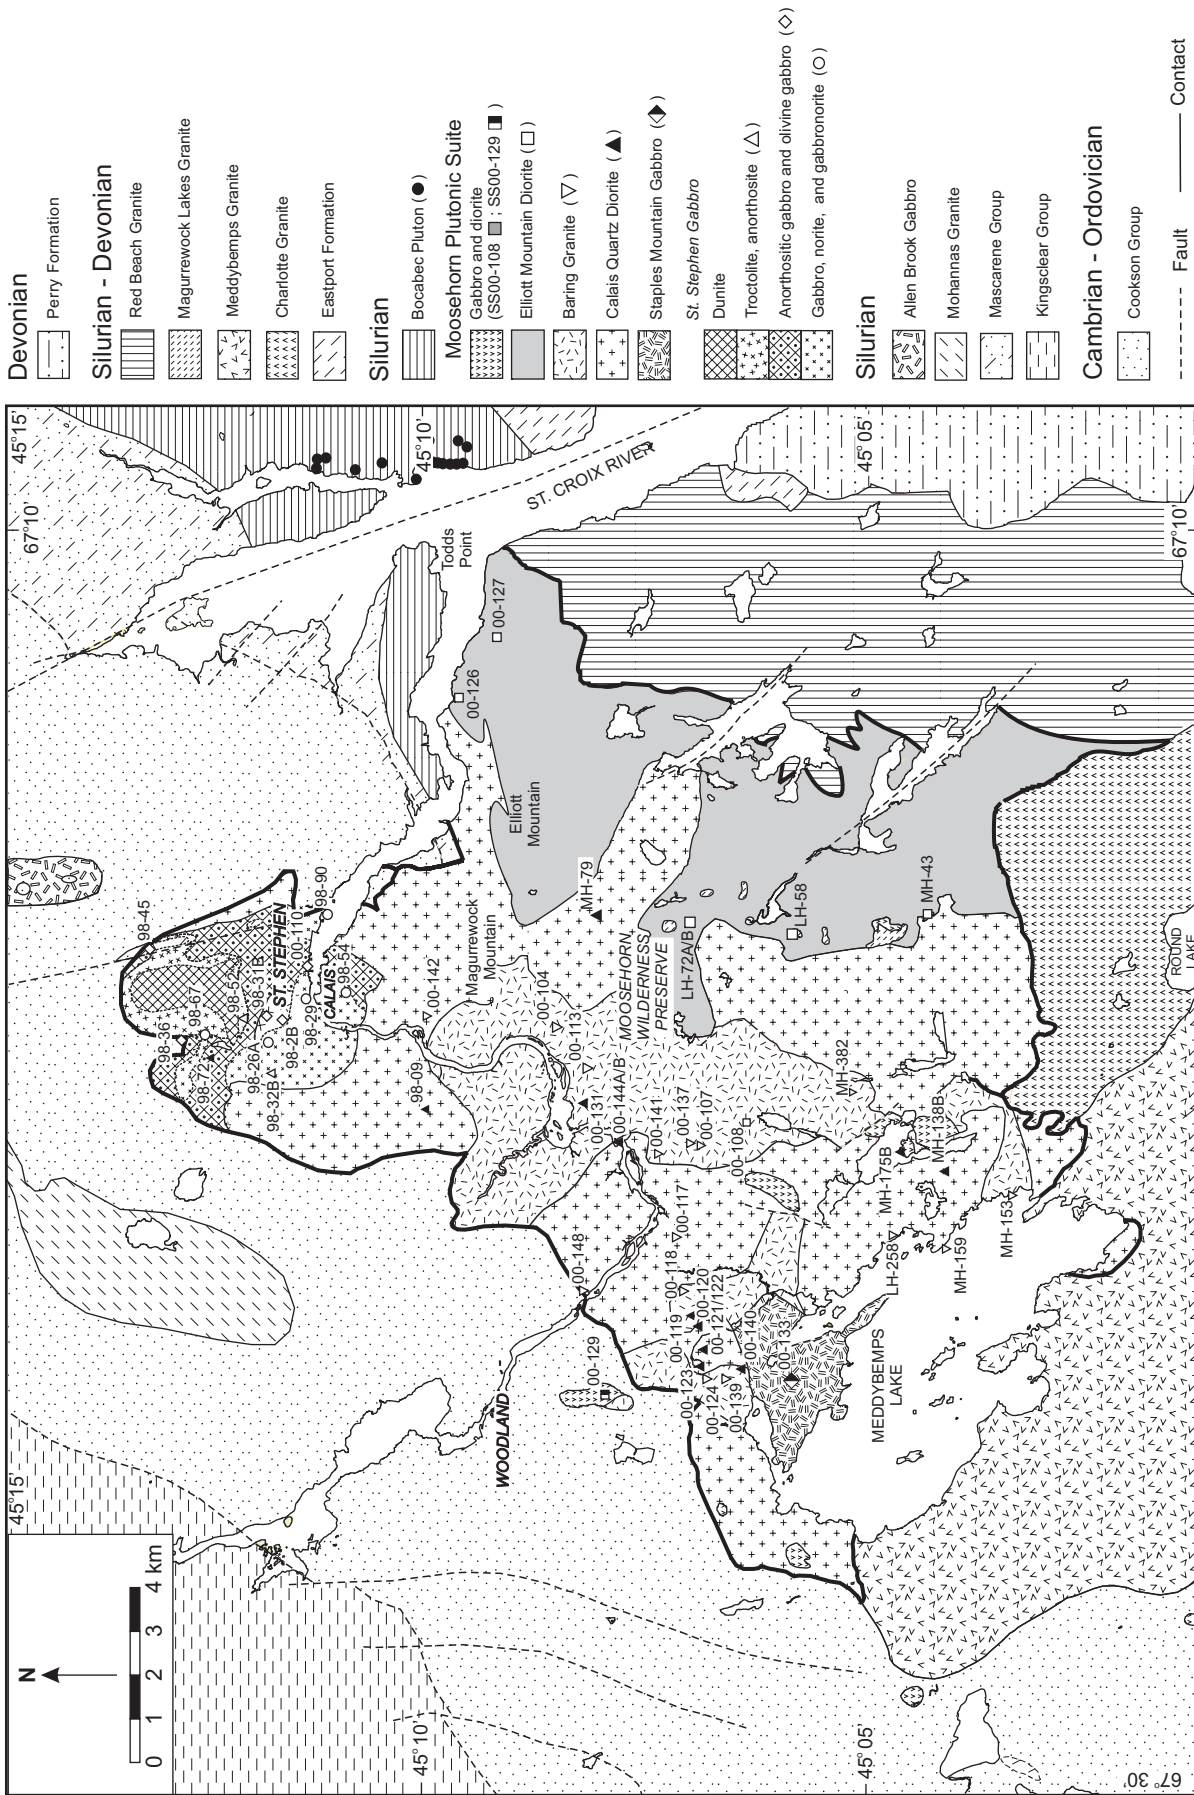 N
0 1 2 3 4 km
45°15'
45°10'
45°05'
67°30'
45°15'
67°10'
45°10'
45°05'
67°10'
WOODLAND
ST. STEPHEN
CALAIS
ST. CROIX RIVER
Todds
Point
Elliott
Mountain
Magurrewock
Mountain
MOOSEHORN
WILDERNESS
PRESERVE
MEDDYBEMPS
LAKE
ROUND
LAKE
98-45
98-36
98-67
98-72
98-52
98-31B
98-26A
98-32B
98-2B
98-29
00-110
98-90
98-54
98-09
00-142
00-104
00-113
00-131
00-144A/B
00-141
00-137
00-107
00-108
00-117
00-118
00-148
00-129
00-119
00-120
00-121/122
00-123
00-124
00-139
00-140
00-133
00-126
00-127
MH-79
LH-72A/B
LH-58
MH-43
MH-382
MH-138B
MH-175B
LH-258
MH-159
MH-153
Devonian
Perry Formation
Silurian - Devonian
Red Beach Granite
Magurrewock Lakes Granite
Meddybemps Granite
Charlotte Granite
Eastport Formation
Silurian
Bocabec Pluton (●)
Moosehorn Plutonic Suite
Gabbro and diorite
(SS00-108 ■ ; SS00-129 ◧ )
Elliott Mountain Diorite (□)
Baring Granite (▽)
Calais Quartz Diorite (▲)
Staples Mountain Gabbro (⬖)
St. Stephen Gabbro
Dunite
Troctolite, anorthosite (△)
Anorthositic gabbro and olivine gabbro (◇)
Gabbro, norite, and gabbronorite (○)
Silurian
Allen Brook Gabbro
Mohannas Granite
Mascarene Group
Kingsclear Group
Cambrian - Ordovician
Cookson Group
Fault
Contact